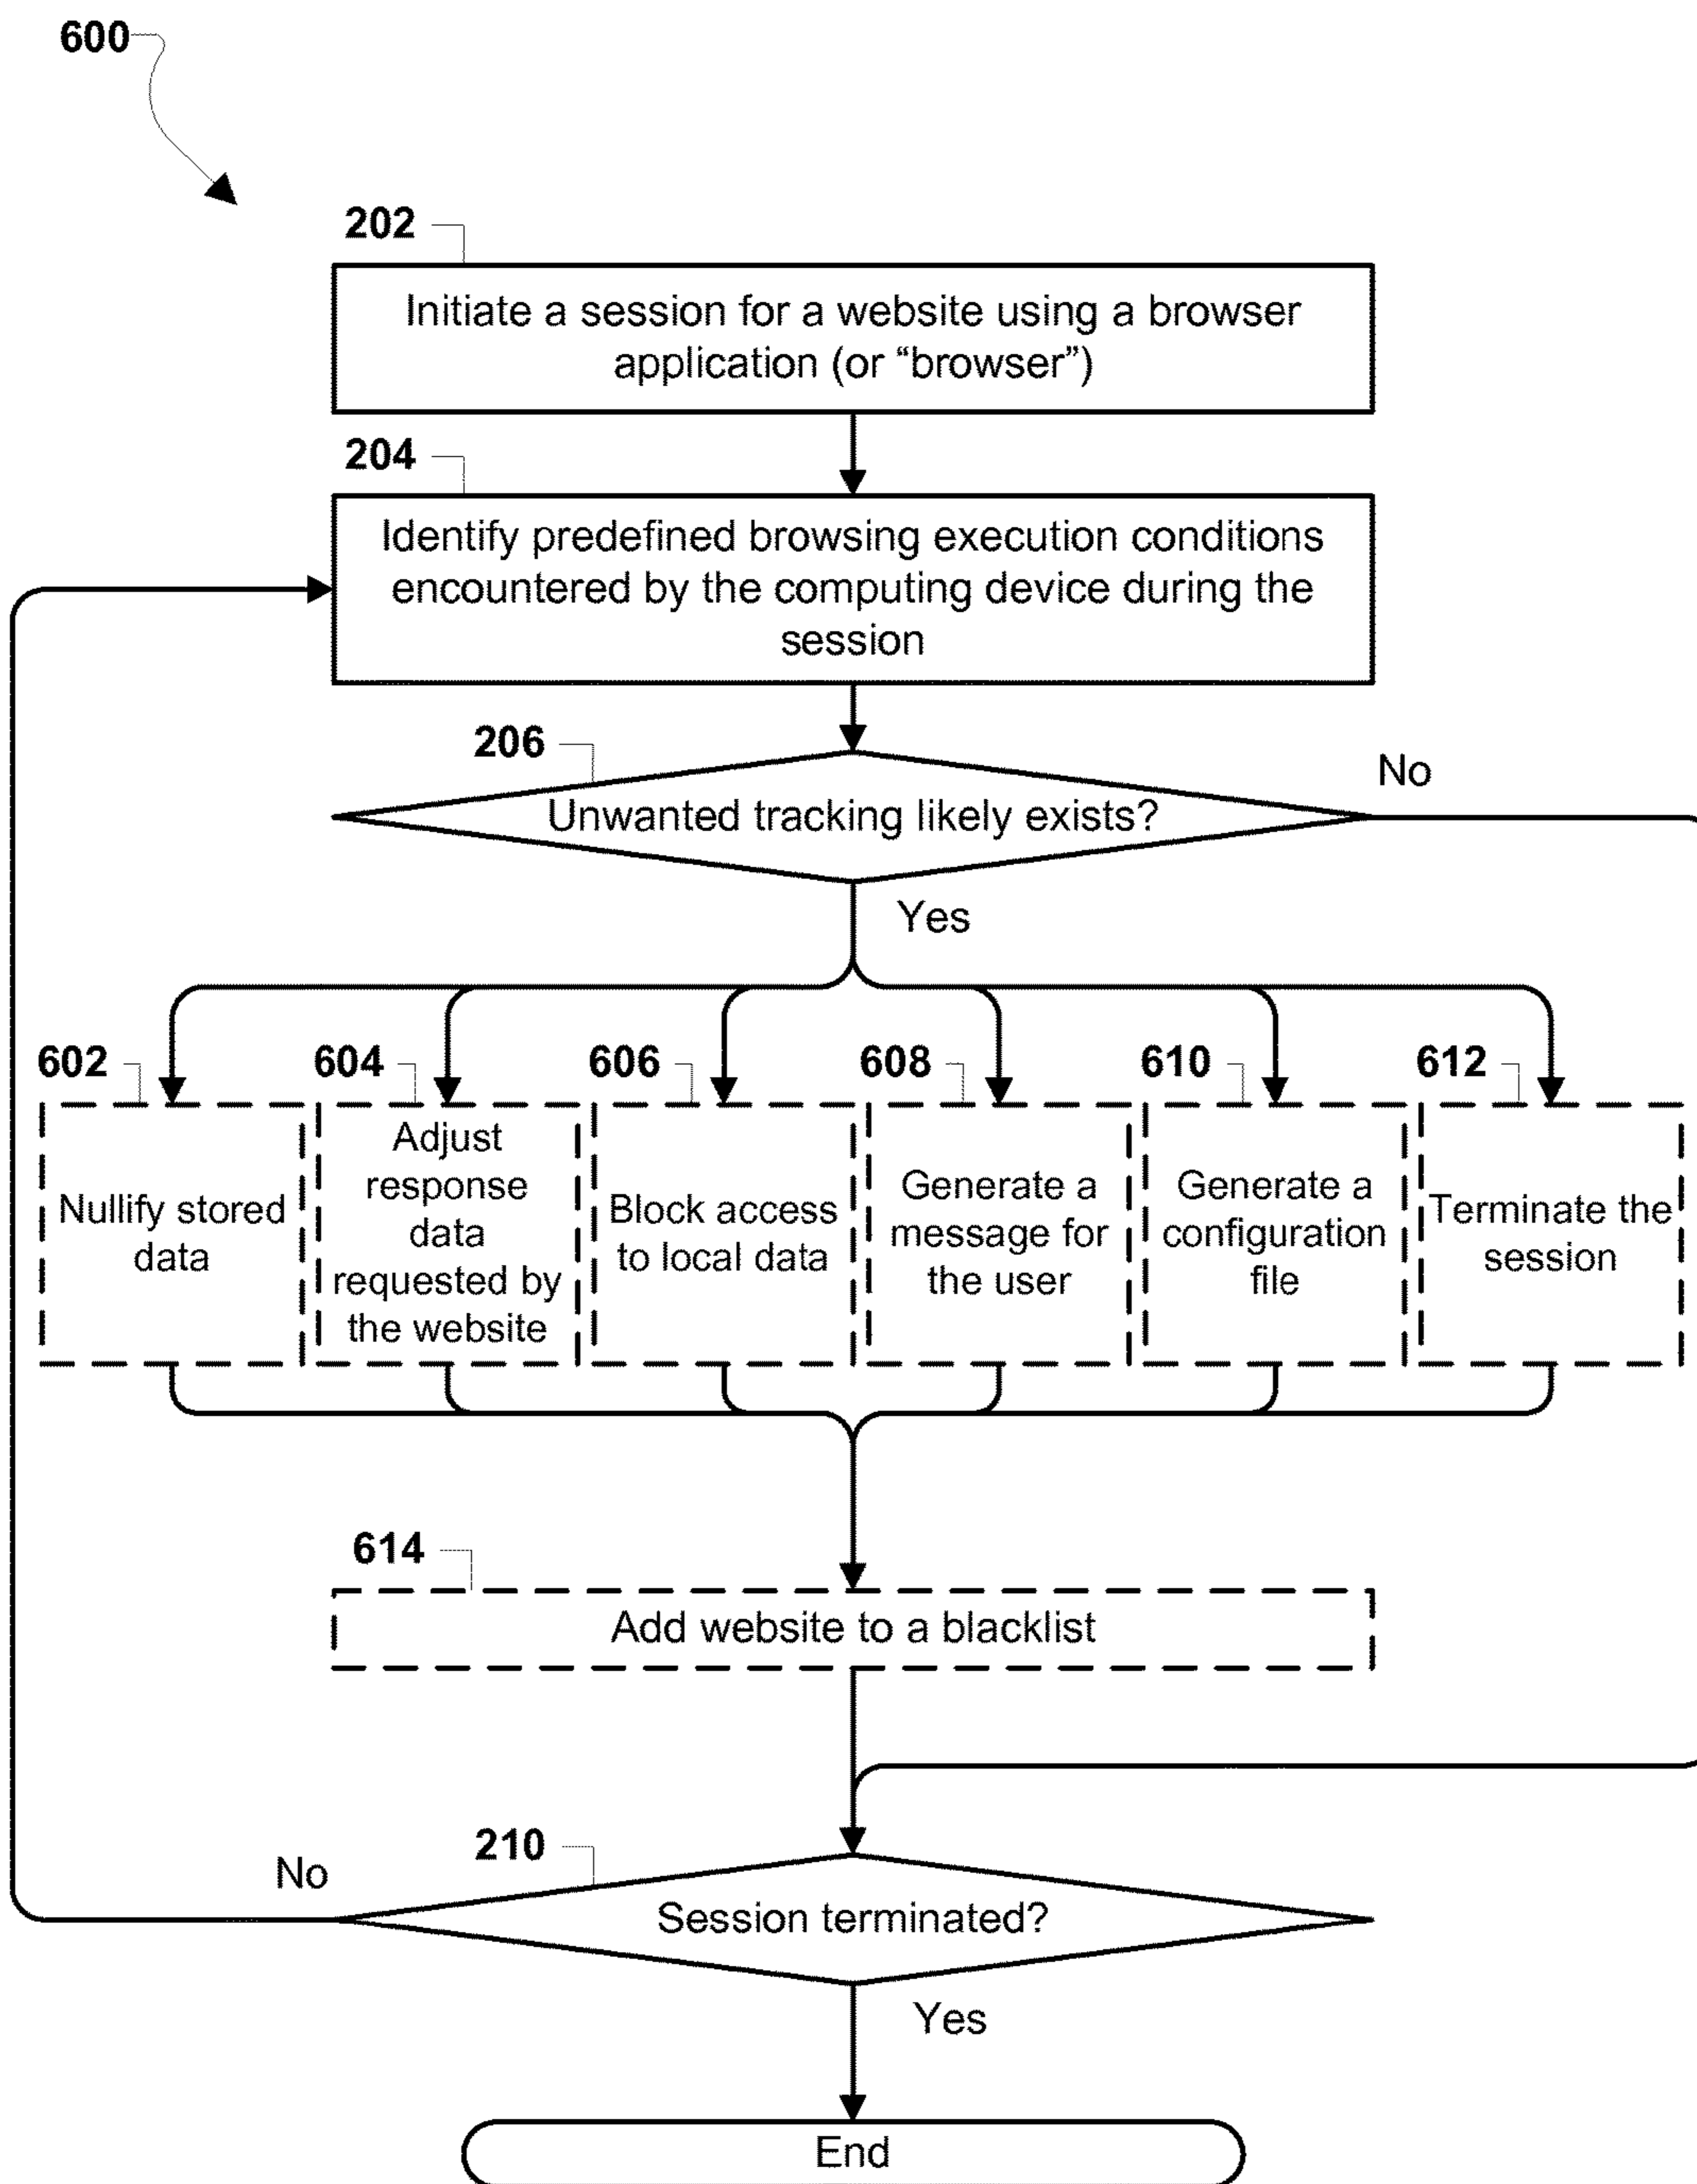 600
202
Initiate a session for a website using a browser
application (or “browser”)
204
Identify predefined browsing execution conditions
encountered by the computing device during the
session
206
Unwanted tracking likely exists?
No
Yes
602
Nullify stored
data
604
Adjust
response
data
requested by
the website
606
Block access
to local data
608
Generate a
message for
the user
610
Generate a
configuration
file
612
Terminate the
session
614
Add website to a blacklist
210
Session terminated?
No
Yes
End